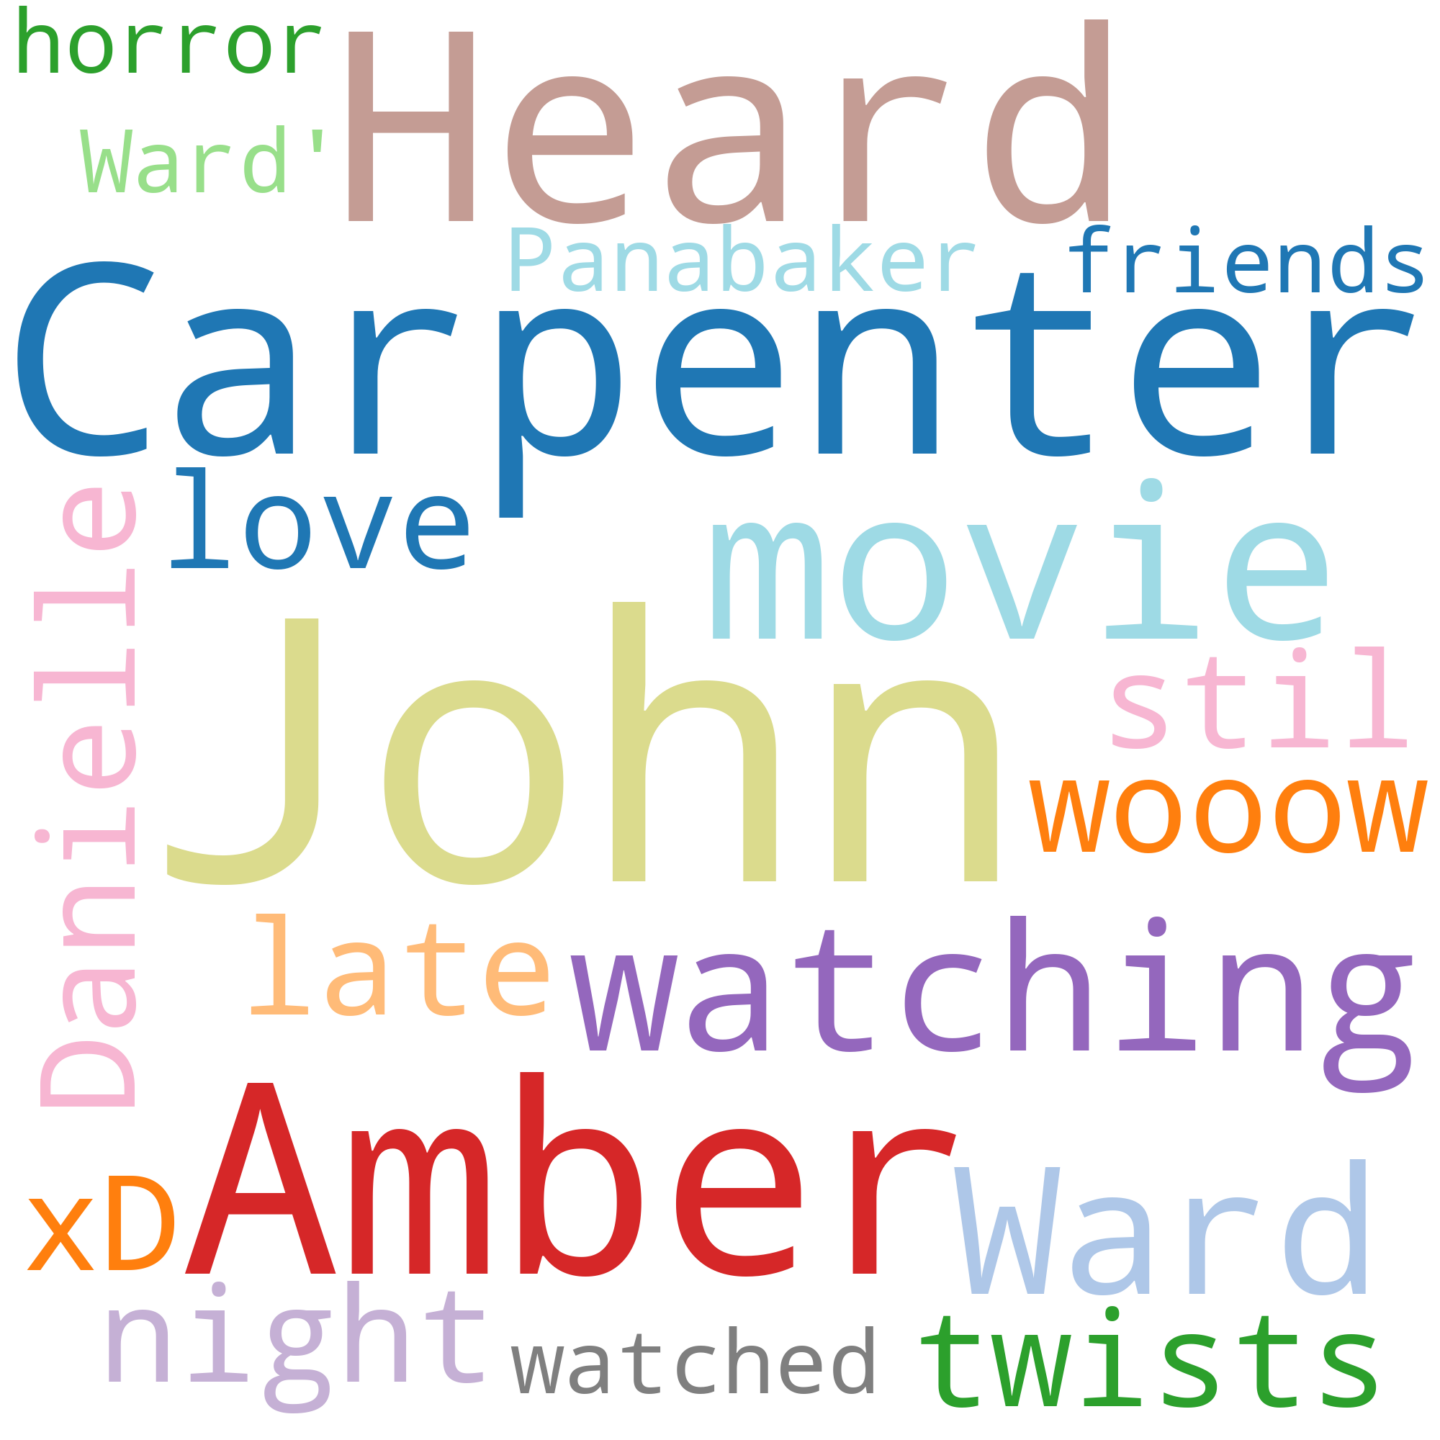 horror
Heard
Ward'
Panabaker
friends
Carpenter
love
movie
Danielle
John
stil
wooow
late
watching
xD
Amber
Ward
night
watched
twists